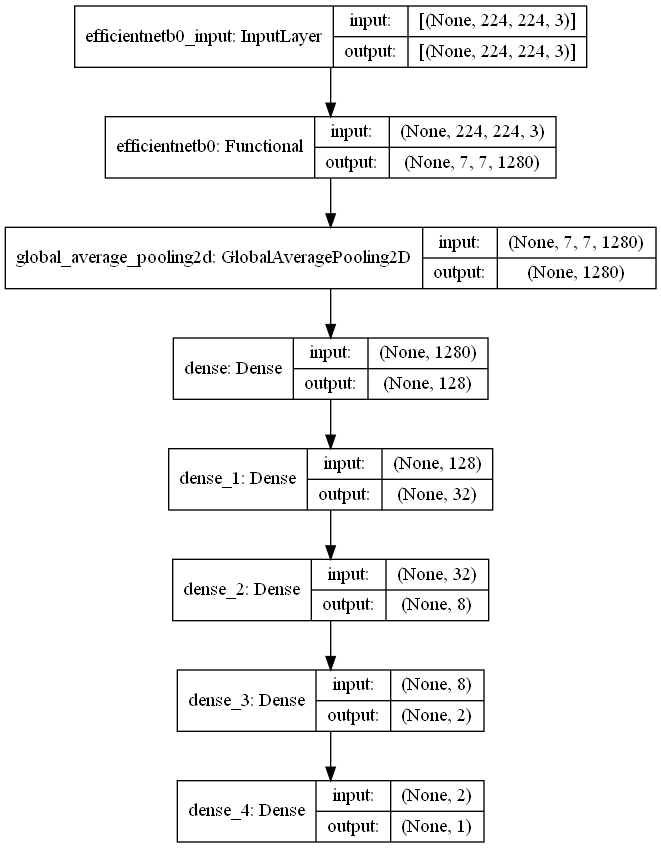 efficientnetb0_input: InputLayer
input: [(None, 224, 224, 3)]
output: [(None, 224, 224, 3)]
efficientnetb0: Functional
input: (None, 224, 224, 3)
output: (None, 7, 7, 1280)
global_average_pooling2d: GlobalAveragePooling2D
input: (None, 7, 7, 1280)
output: (None, 1280)
dense: Dense
input: (None, 1280)
output: (None, 128)
dense_1: Dense
input: (None, 128)
output: (None, 32)
dense_2: Dense
input: (None, 32)
output: (None, 8)
dense_3: Dense
input: (None, 8)
output: (None, 2)
dense_4: Dense
input: (None, 2)
output: (None, 1)